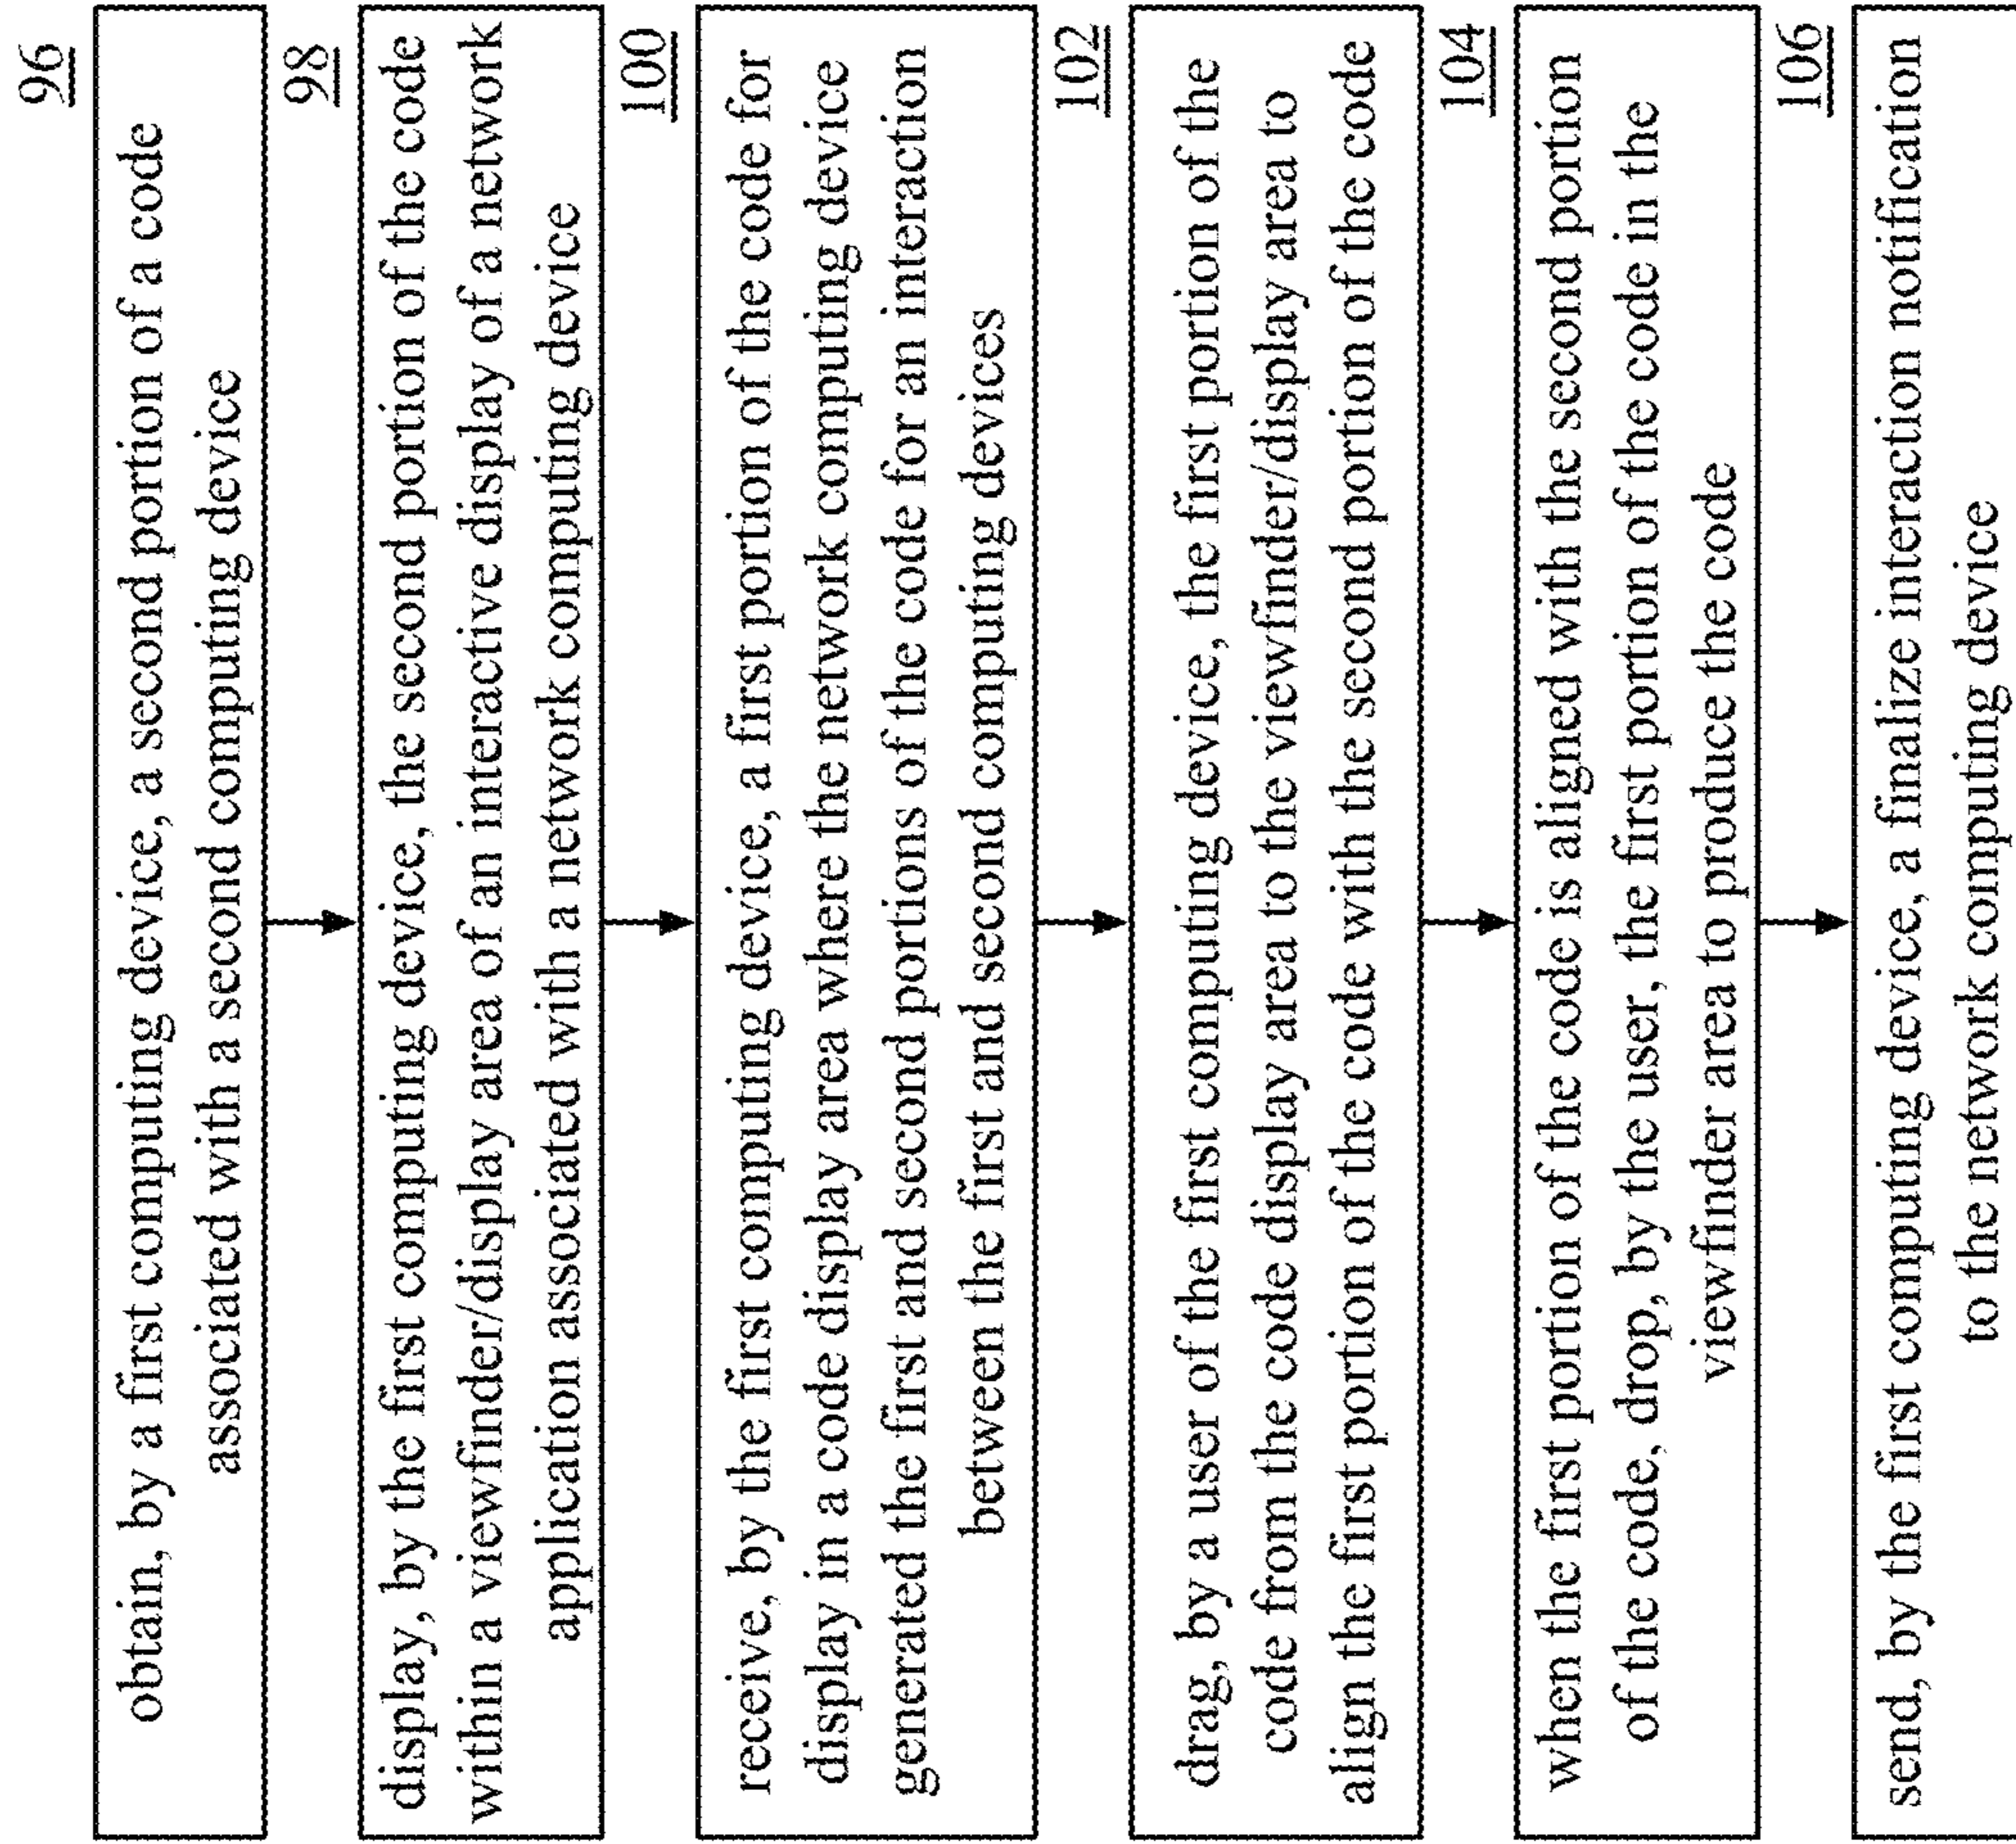 96
obtain, by a first computing device, a second portion of a code
associated with a second computing device
98
display, by the first computing device, the second portion of the code
within a viewfinder/display area of an interactive display of a network
application associated with a network computing device
100
receive, by the first computing device, a first portion of the code for
display in a code display area where the network computing device
generated the first and second portions of the code for an interaction
between the first and second computing devices
102
drag, by a user of the first computing device, the first portion of the
code from the code display area to the viewfinder/display area to
align the first portion of the code with the second portion of the code
104
when the first portion of the code is aligned with the second portion
of the code, drop, by the user, the first portion of the code in the
viewfinder area to produce the code
106
send, by the first computing device, a finalize interaction notification
to the network computing device